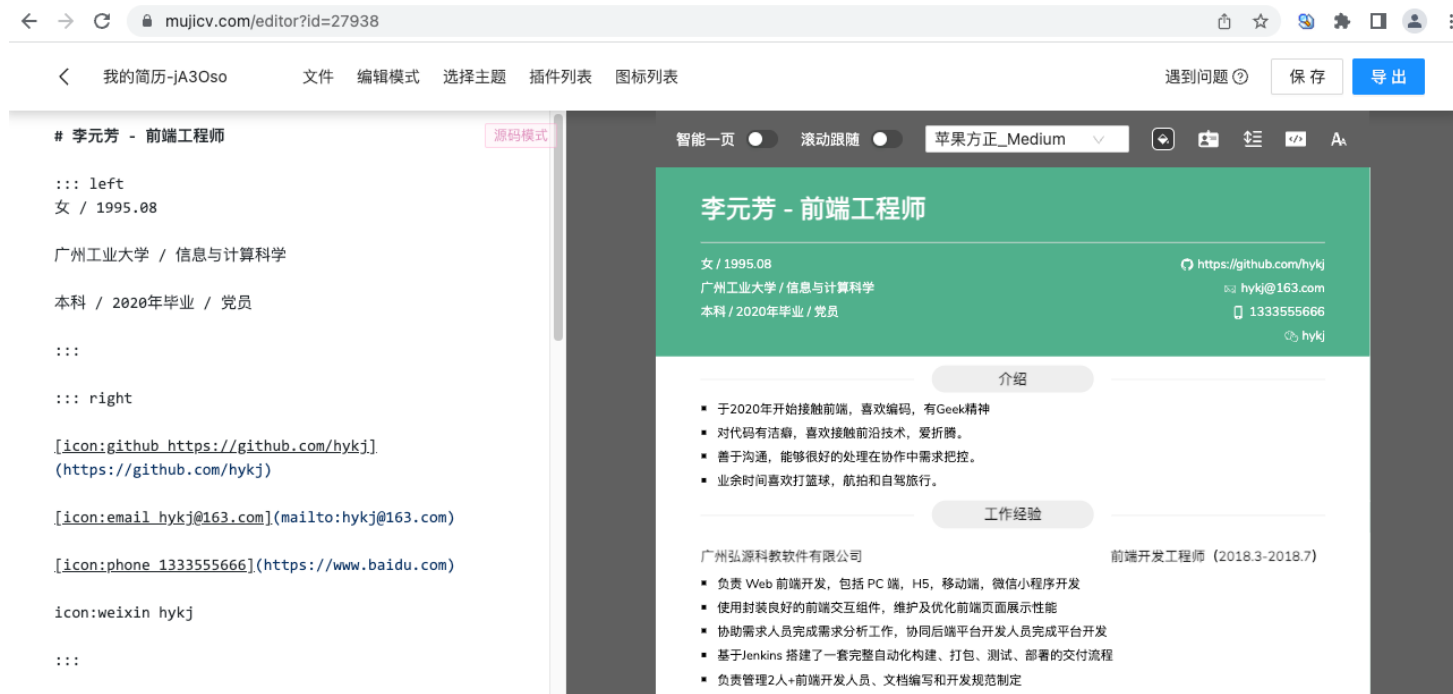 mujicv.com/editor?id=27938
我的简历-jA3Oso 文件 编辑模式 选择主题 插件列表 图标列表 遇到问题 保存 导出
# 李元芳 - 前端工程师
源码模式
::: left
女 / 1995.08
广州工业大学 / 信息与计算科学
本科 / 2020年毕业 / 党员
:::
::: right
[icon:github https://github.com/hykj]
(https://github.com/hykj)
[icon:email hykj@163.com](mailto:hykj@163.com)
[icon:phone 1333555666](https://www.baidu.com)
icon:weixin hykj
:::
智能一页 滚动跟随 苹果方正_Medium
李元芳 - 前端工程师
女 / 1995.08 https://github.com/hykj
广州工业大学 / 信息与计算科学 hykj@163.com
本科 / 2020年毕业 / 党员 1333555666
hykj
介绍
于2020年开始接触前端，喜欢编码，有Geek精神
对代码有洁癖，喜欢接触前沿技术，爱折腾。
善于沟通，能够很好的处理在协作中需求把控。
业余时间喜欢打篮球，航拍和自驾旅行。
工作经验
广州弘源科教软件有限公司 前端开发工程师（2018.3-2018.7）
负责 Web 前端开发，包括 PC 端，H5，移动端，微信小程序开发
使用封装良好的前端交互组件，维护及优化前端页面展示性能
协助需求人员完成需求分析工作，协同后端平台开发人员完成平台开发
基于Jenkins 搭建了一套完整自动化构建、打包、测试、部署的交付流程
负责管理2人+前端开发人员、文档编写和开发规范制定